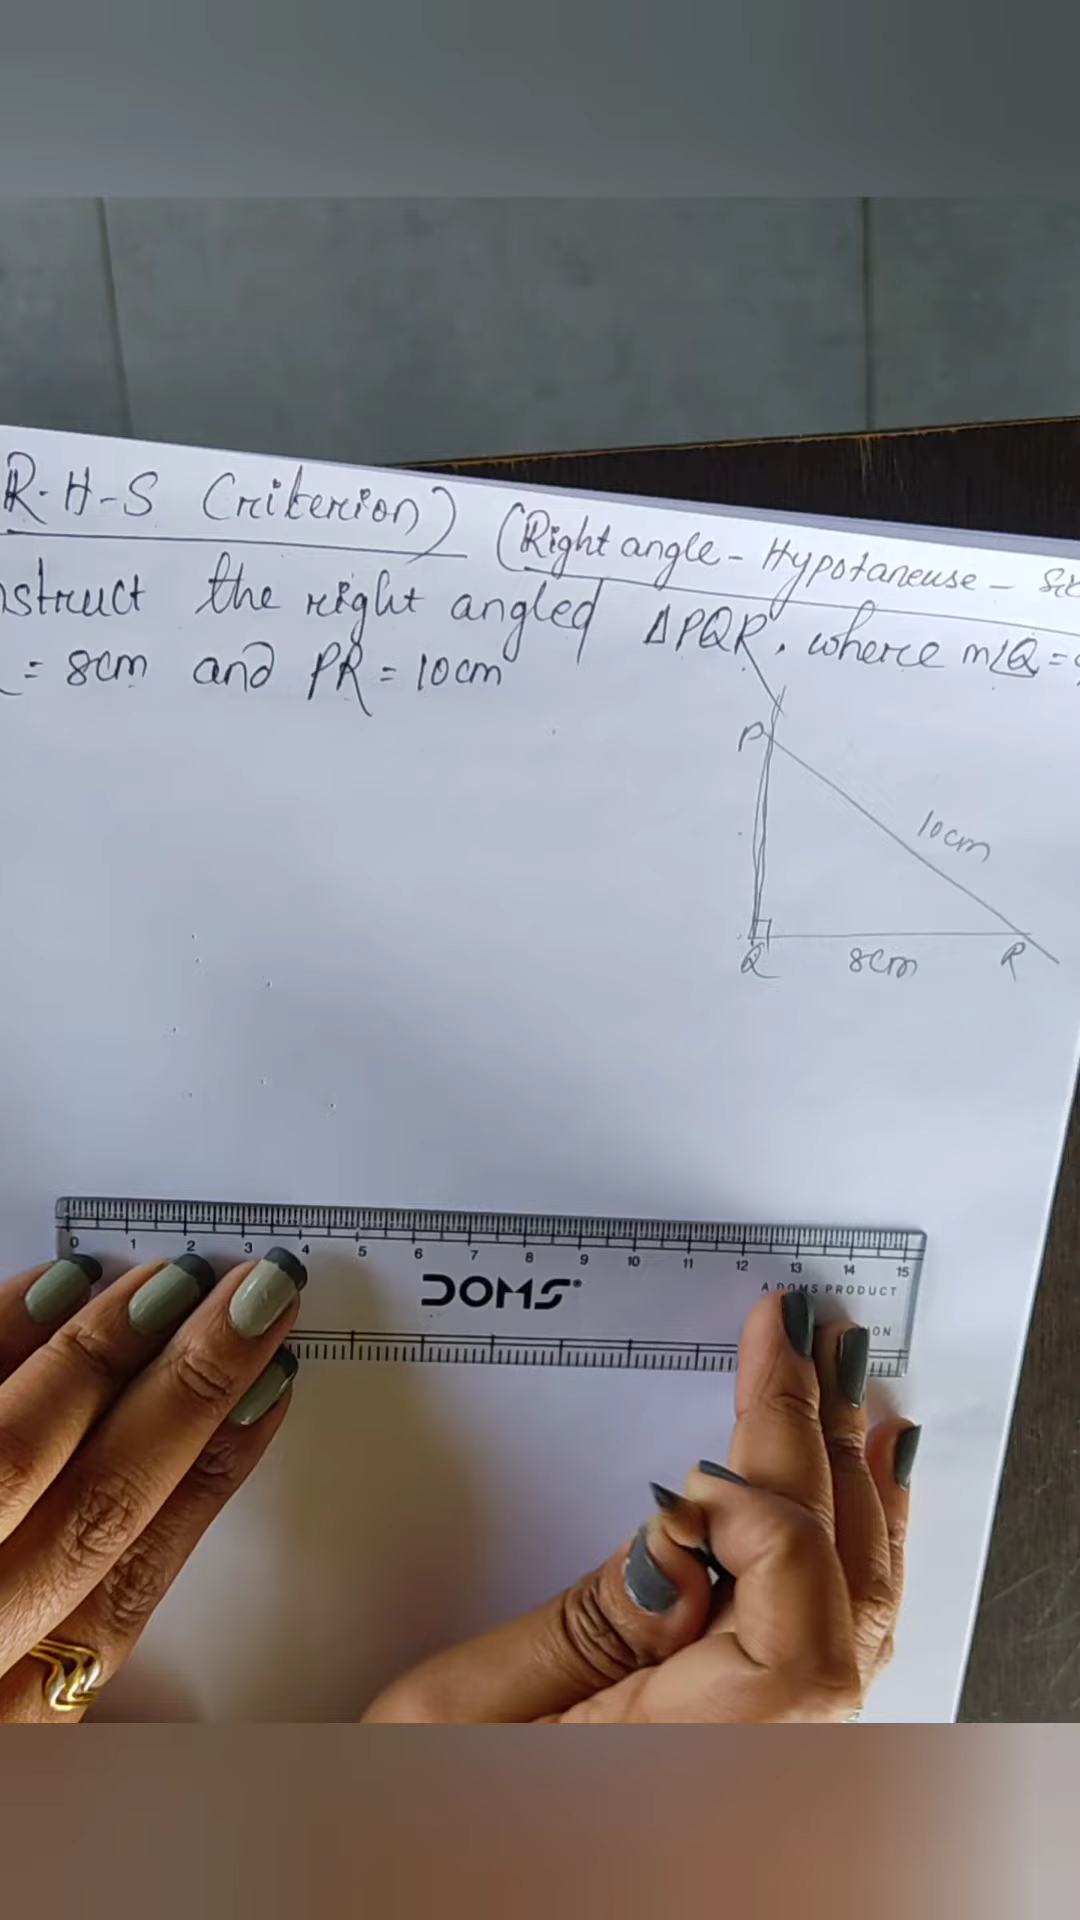 R-H-S Criterion) (Right angle - Hypotaneuse -
nstruct the right angled ΔPQR, where m∠Q =
= 8cm and PR = 10cm
P
10cm
Q 8cm R
0 1 2 3 4 5 6 7 8 9 10 11 12 13 14 15
DOMS®
A DOMS PRODUCT
ION